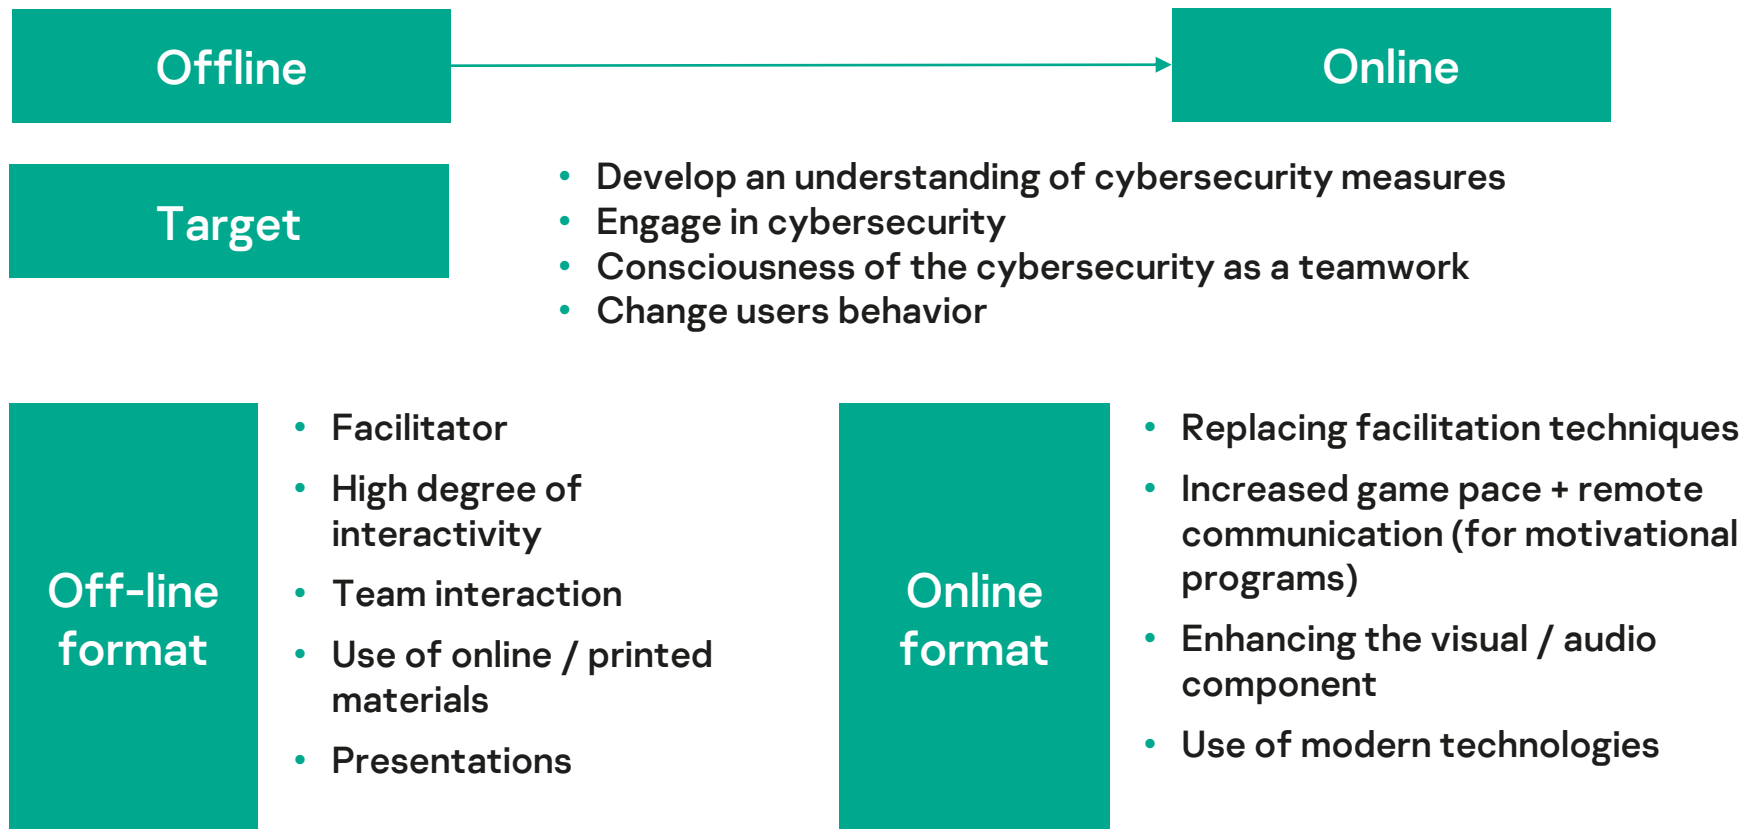 Offline
Online
Target
• Develop an understanding of cybersecurity measures
• Engage in cybersecurity
• Consciousness of the cybersecurity as a teamwork
• Change users behavior
Off-line
format
• Facilitator
• High degree of
interactivity
• Team interaction
• Use of online / printed
materials
• Presentations
Online
format
• Replacing facilitation techniques
• Increased game pace + remote
communication (for motivational
programs)
• Enhancing the visual / audio
component
• Use of modern technologies